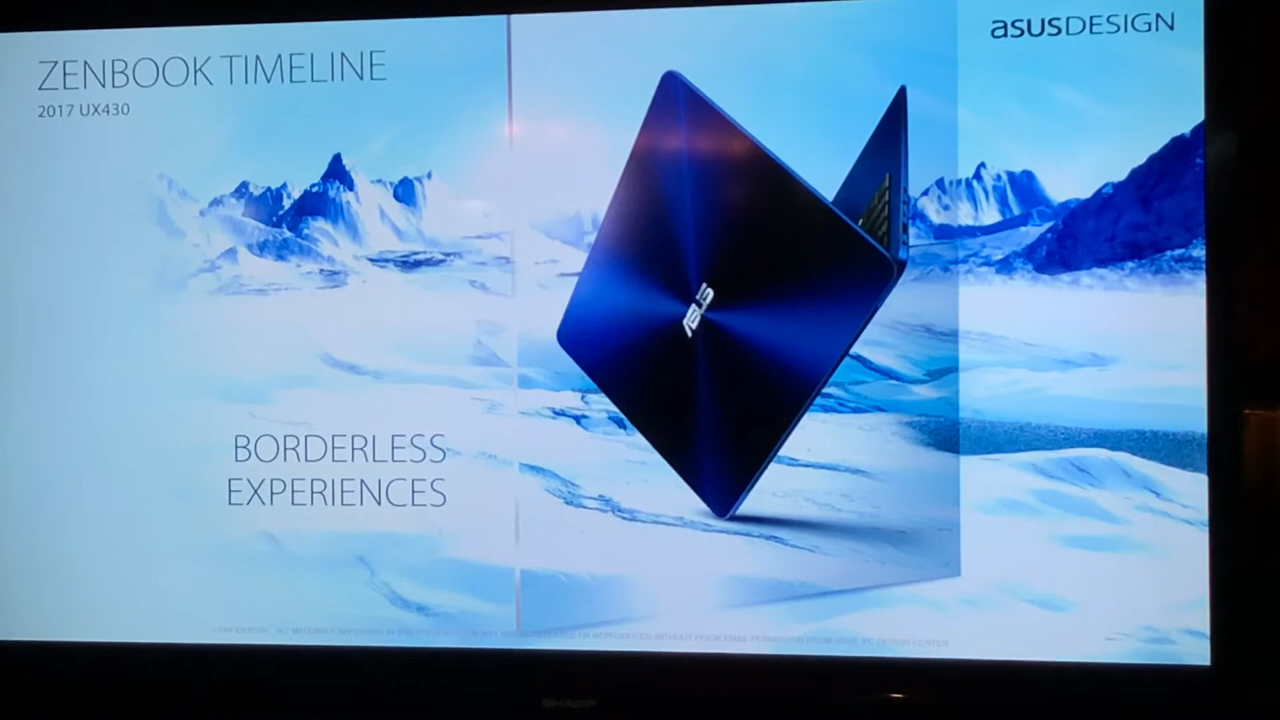 ZENBOOK TIMELINE
2017 UX430
asusDESIGN
ASUS
BORDERLESS
EXPERIENCES